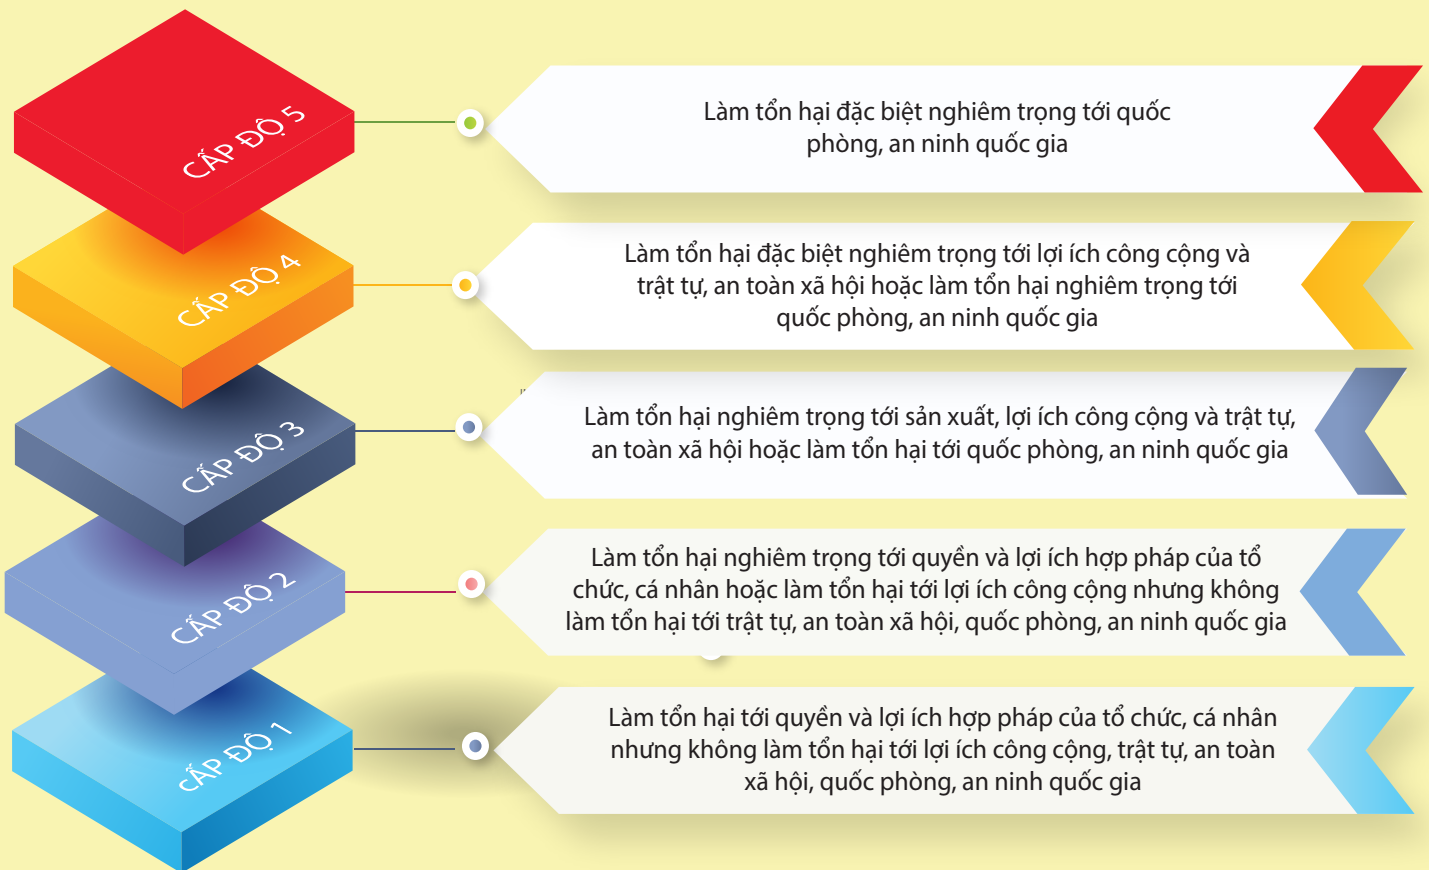 CẤP ĐỘ 5
Làm tổn hại đặc biệt nghiêm trọng tới quốc
phòng, an ninh quốc gia
CẤP ĐỘ 4
Làm tổn hại đặc biệt nghiêm trọng tới lợi ích công cộng và
trật tự, an toàn xã hội hoặc làm tổn hại nghiêm trọng tới
quốc phòng, an ninh quốc gia
CẤP ĐỘ 3
Làm tổn hại nghiêm trọng tới sản xuất, lợi ích công cộng và trật tự,
an toàn xã hội hoặc làm tổn hại tới quốc phòng, an ninh quốc gia
CẤP ĐỘ 2
Làm tổn hại nghiêm trọng tới quyền và lợi ích hợp pháp của tổ
chức, cá nhân hoặc làm tổn hại tới lợi ích công cộng nhưng không
làm tổn hại tới trật tự, an toàn xã hội, quốc phòng, an ninh quốc gia
cẤP ĐỘ 1
Làm tổn hại tới quyền và lợi ích hợp pháp của tổ chức, cá nhân
nhưng không làm tổn hại tới lợi ích công cộng, trật tự, an toàn
xã hội, quốc phòng, an ninh quốc gia